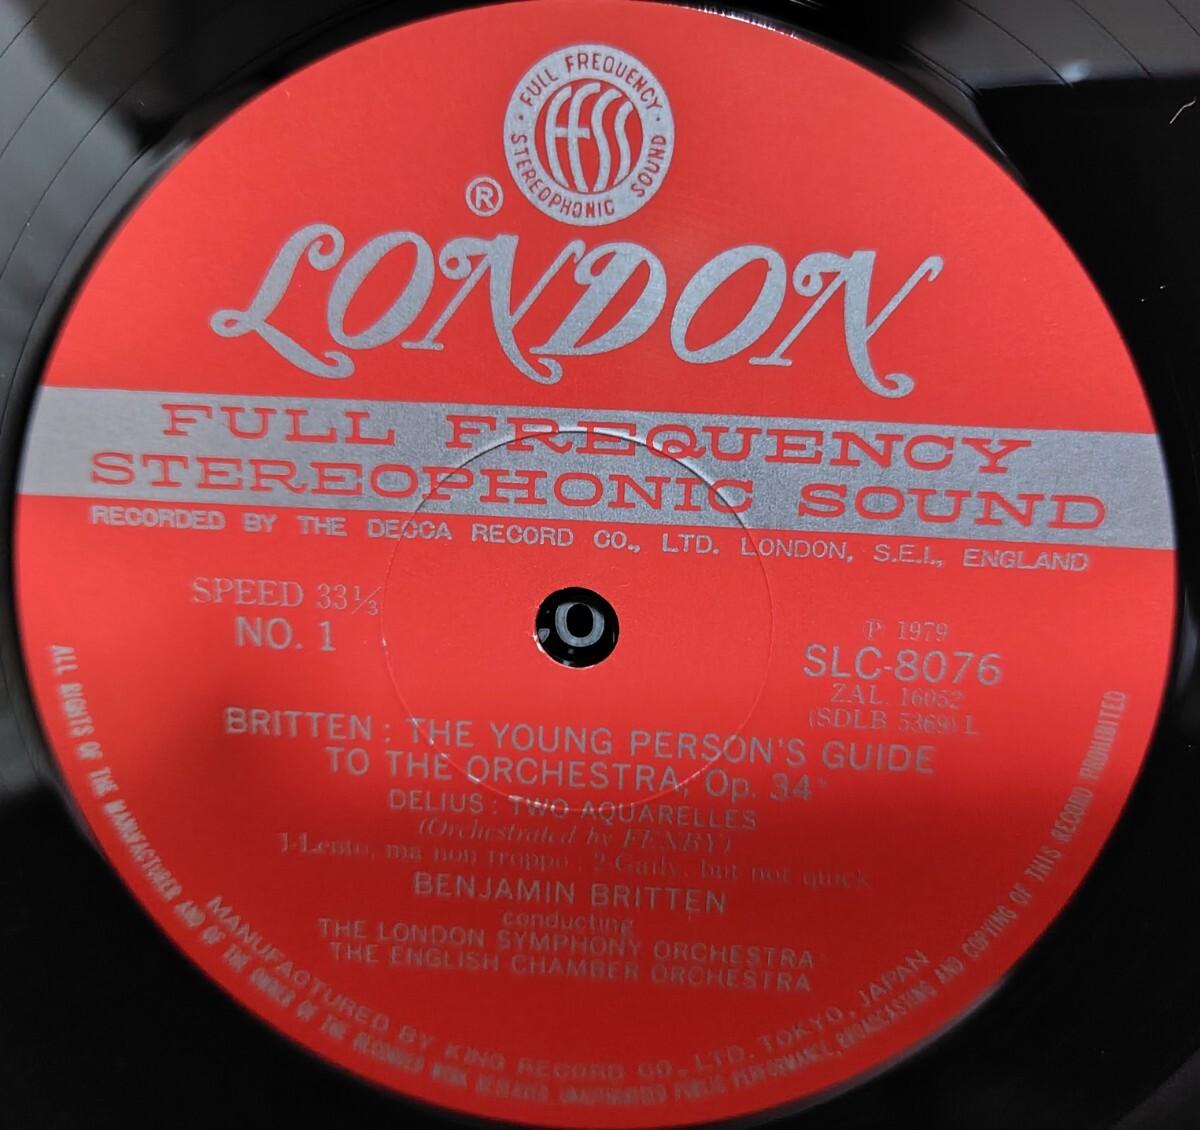 FULL FREQUENCY
STEREOPHONIC SOUND
ffss
®
LONDON
FULL FREQUENCY
STEREOPHONIC SOUND
RECORDED BY THE DECCA RECORD CO., LTD. LONDON, S.E.I., ENGLAND
SPEED 33⅓
NO. 1
Ⓟ 1979
SLC-8076
ZAL. 16052
(SDLB 5369) L
BRITTEN : THE YOUNG PERSON'S GUIDE
TO THE ORCHESTRA, Op. 34*
DELIUS : TWO AQUARELLES
(Orchestrated by FENBY)
1-Lento, ma non troppo ; 2-Gaily, but not quick
BENJAMIN BRITTEN
conducting
THE LONDON SYMPHONY ORCHESTRA*
THE ENGLISH CHAMBER ORCHESTRA
MANUFACTURED BY KING RECORD CO., LTD. TOKYO, JAPAN
ALL RIGHTS OF THE MANUFACTURER AND OF THE OWNER OF THE RECORDED WORK RESERVED. UNAUTHORISED PUBLIC PERFORMANCE, BROADCASTING AND COPYING OF THIS RECORD PROHIBITED